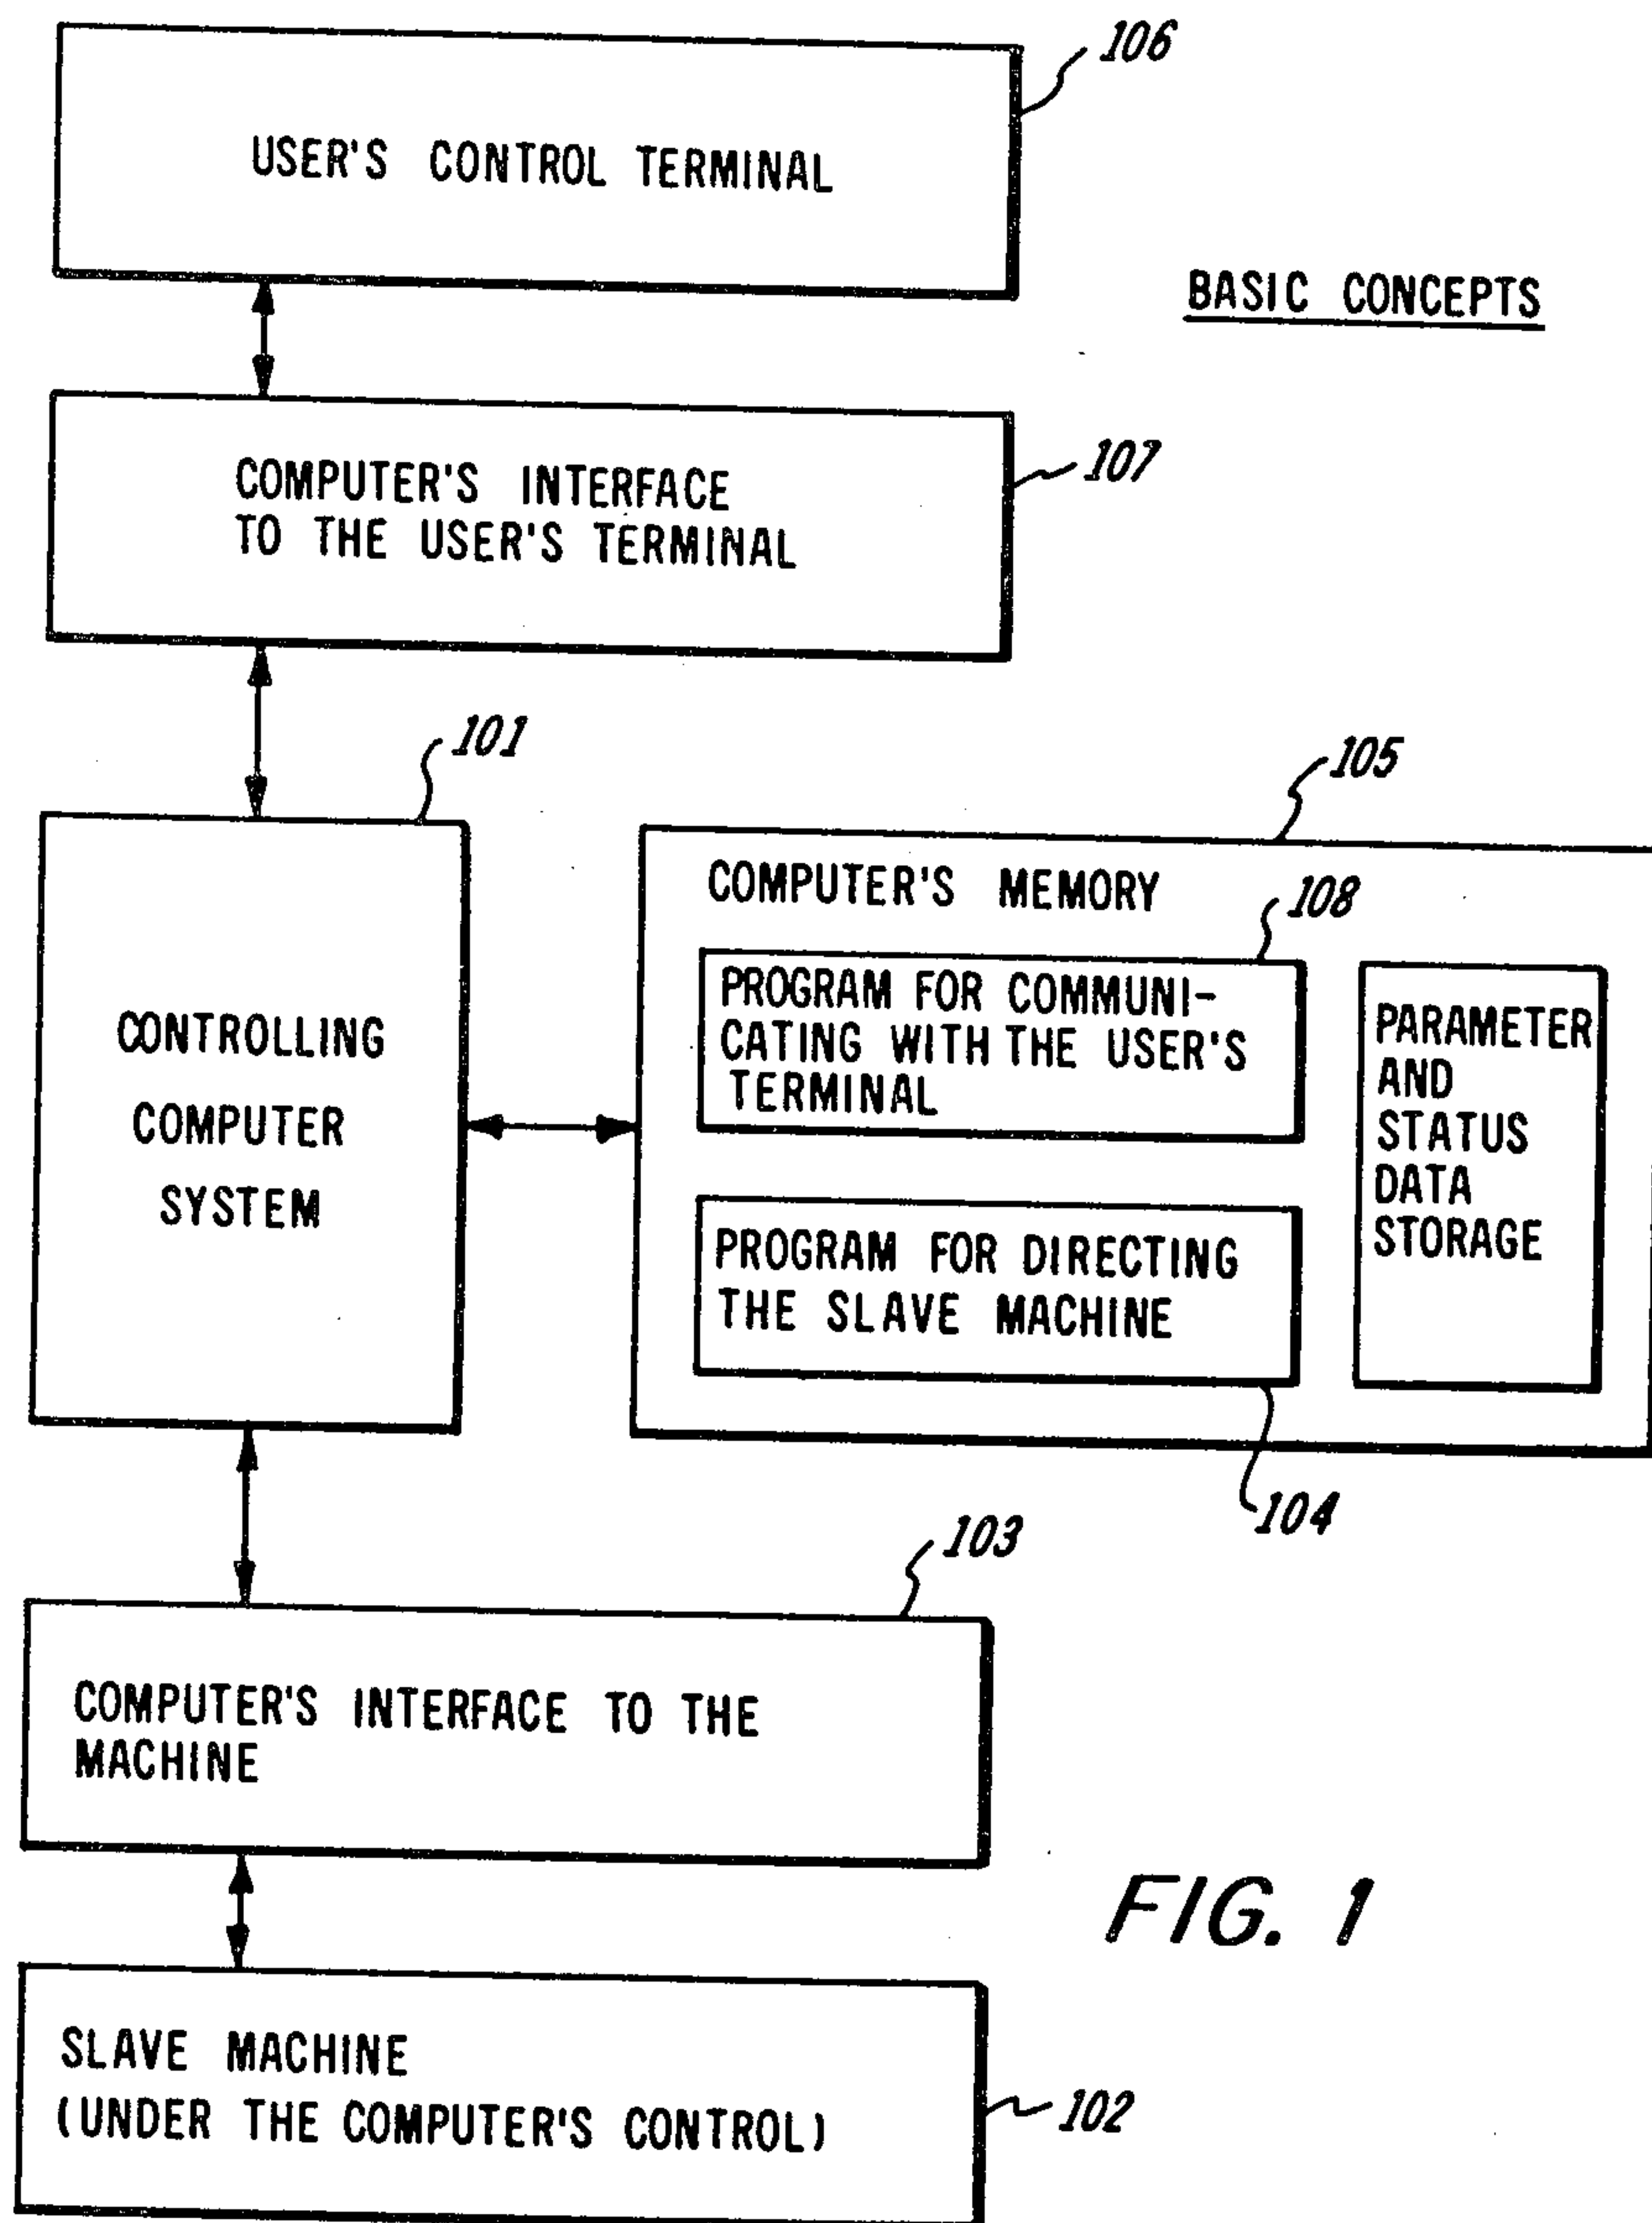 106
USER'S CONTROL TERMINAL
BASIC CONCEPTS
107
COMPUTER'S INTERFACE
TO THE USER'S TERMINAL
101
105
COMPUTER'S MEMORY
108
PROGRAM FOR COMMUNI-
CATING WITH THE USER'S
TERMINAL
PARAMETER
AND
STATUS
DATA
STORAGE
CONTROLLING
COMPUTER
SYSTEM
PROGRAM FOR DIRECTING
THE SLAVE MACHINE
104
103
COMPUTER'S INTERFACE TO THE
MACHINE
FIG. 1
SLAVE MACHINE
(UNDER THE COMPUTER'S CONTROL)
102